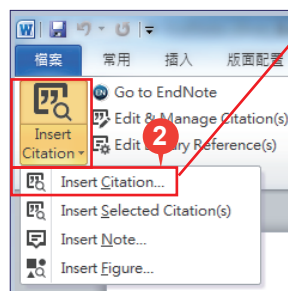 檔案 常用 插入 版面配置
Go to EndNote
Edit & Manage Citation(s)
Edit ary Reference(s)
Insert
Citation
2
Insert Citation...
Insert Selected Citation(s)
Insert Note...
Insert Figure...